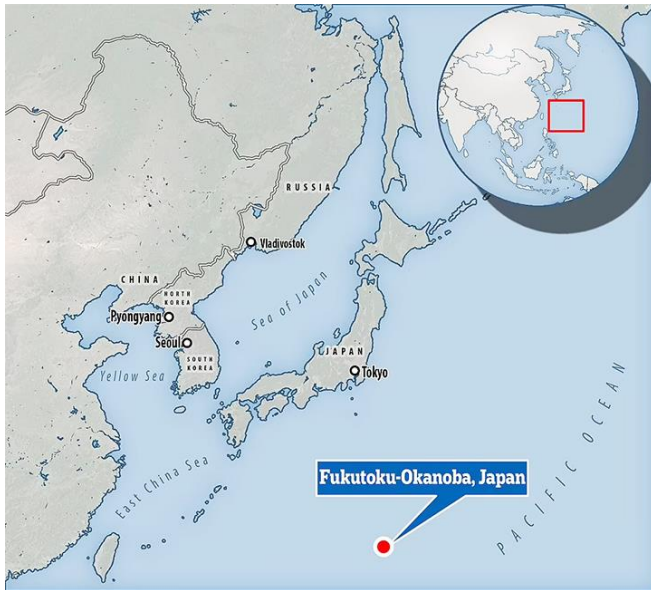 RUSSIA
Vladivostok
CHINA
NORTH
KOREA
Pyongyang
Sea of Japan
Seoul
SOUTH
KOREA
JAPAN
Tokyo
Yellow Sea
PACIFIC OCEAN
East China Sea
Fukutoku-Okanoba, Japan